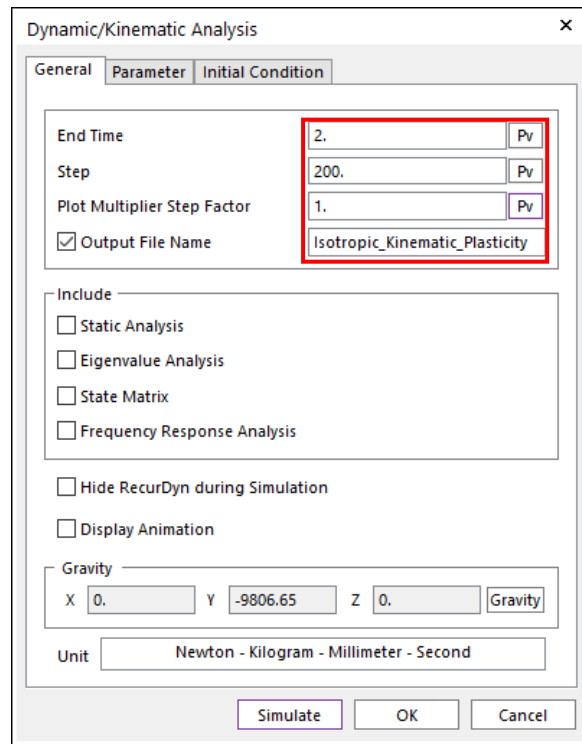 Dynamic/Kinematic Analysis
General Parameter Initial Condition
End Time 2. Pv
Step 200. Pv
Plot Multiplier Step Factor 1. Pv
Output File Name Isotropic_Kinematic_Plasticity
Include
Static Analysis
Eigenvalue Analysis
State Matrix
Frequency Response Analysis
Hide RecurDyn during Simulation
Display Animation
Gravity
X 0. Y -9806.65 Z 0. Gravity
Unit Newton - Kilogram - Millimeter - Second
Simulate OK Cancel